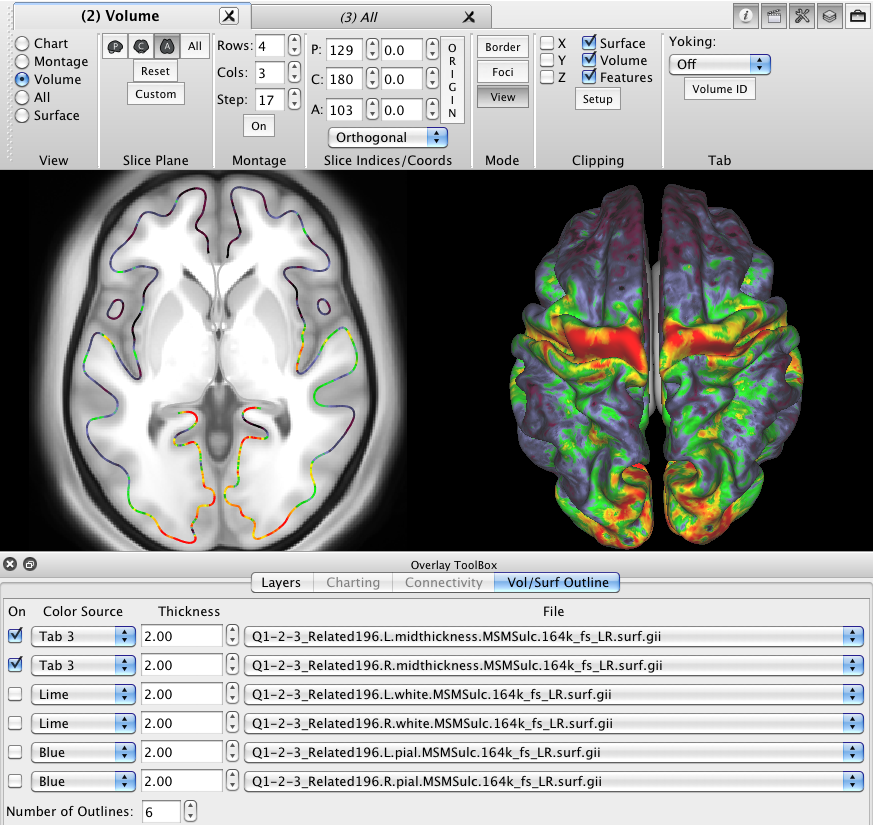 (2) Volume
(3) All
Chart
Montage
Volume
All
Surface
View
P C A All
Reset
Custom
Slice Plane
Rows: 4
Cols: 3
Step: 17
On
Montage
P: 129 0.0
C: 180 0.0
A: 103 0.0
ORIGIN
Orthogonal
Slice Indices/Coords
Border
Foci
View
Mode
X Surface
Y Volume
Z Features
Setup
Clipping
Yoking:
Off
Volume ID
Tab
Overlay ToolBox
Layers Charting Connectivity Vol/Surf Outline
On Color Source Thickness File
Tab 3 2.00 Q1-2-3_Related196.L.midthickness.MSMSulc.164k_fs_LR.surf.gii
Tab 3 2.00 Q1-2-3_Related196.R.midthickness.MSMSulc.164k_fs_LR.surf.gii
Lime 2.00 Q1-2-3_Related196.L.white.MSMSulc.164k_fs_LR.surf.gii
Lime 2.00 Q1-2-3_Related196.R.white.MSMSulc.164k_fs_LR.surf.gii
Blue 2.00 Q1-2-3_Related196.L.pial.MSMSulc.164k_fs_LR.surf.gii
Blue 2.00 Q1-2-3_Related196.R.pial.MSMSulc.164k_fs_LR.surf.gii
Number of Outlines: 6